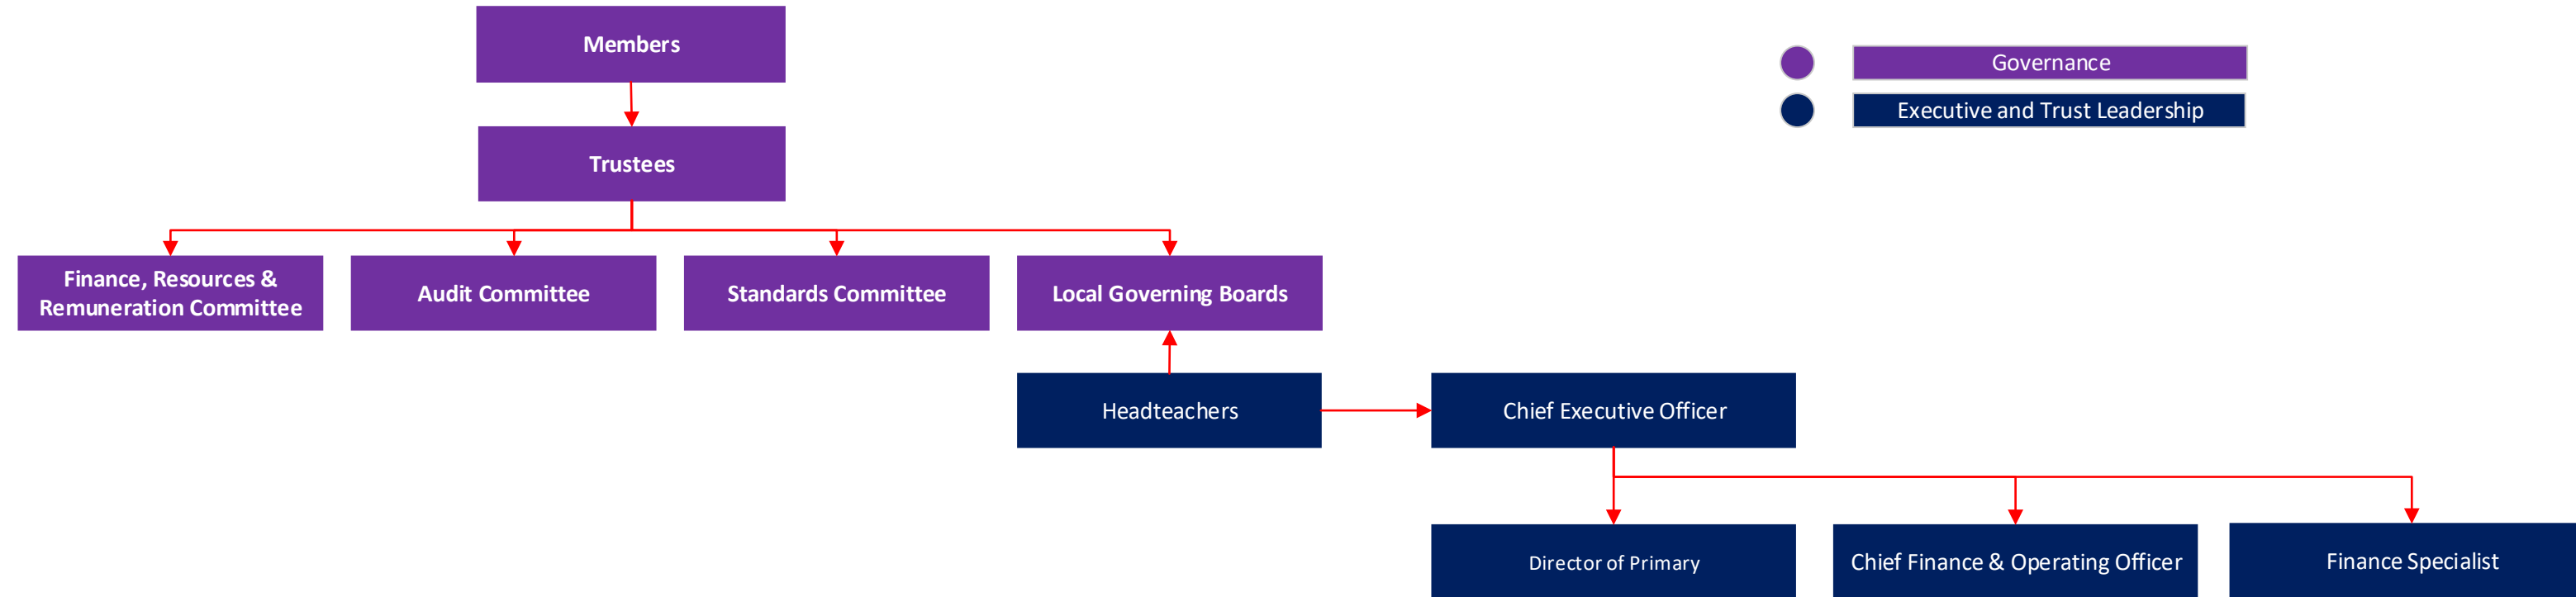 Members
Governance
Executive and Trust Leadership
Trustees
Finance, Resources &
Remuneration Committee
Audit Committee
Standards Committee
Local Governing Boards
Headteachers
Chief Executive Officer
Director of Primary
Chief Finance & Operating Officer
Finance Specialist